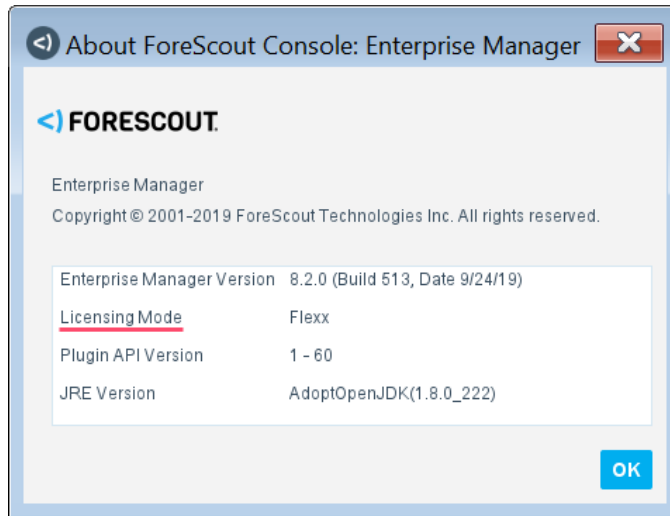 About ForeScout Console: Enterprise Manager
<) FORESCOUT.
Enterprise Manager
Copyright © 2001-2019 ForeScout Technologies Inc. All rights reserved.
Enterprise Manager Version 8.2.0 (Build 513, Date 9/24/19)
Licensing Mode Flexx
Plugin API Version 1 - 60
JRE Version AdoptOpenJDK(1.8.0_222)
OK